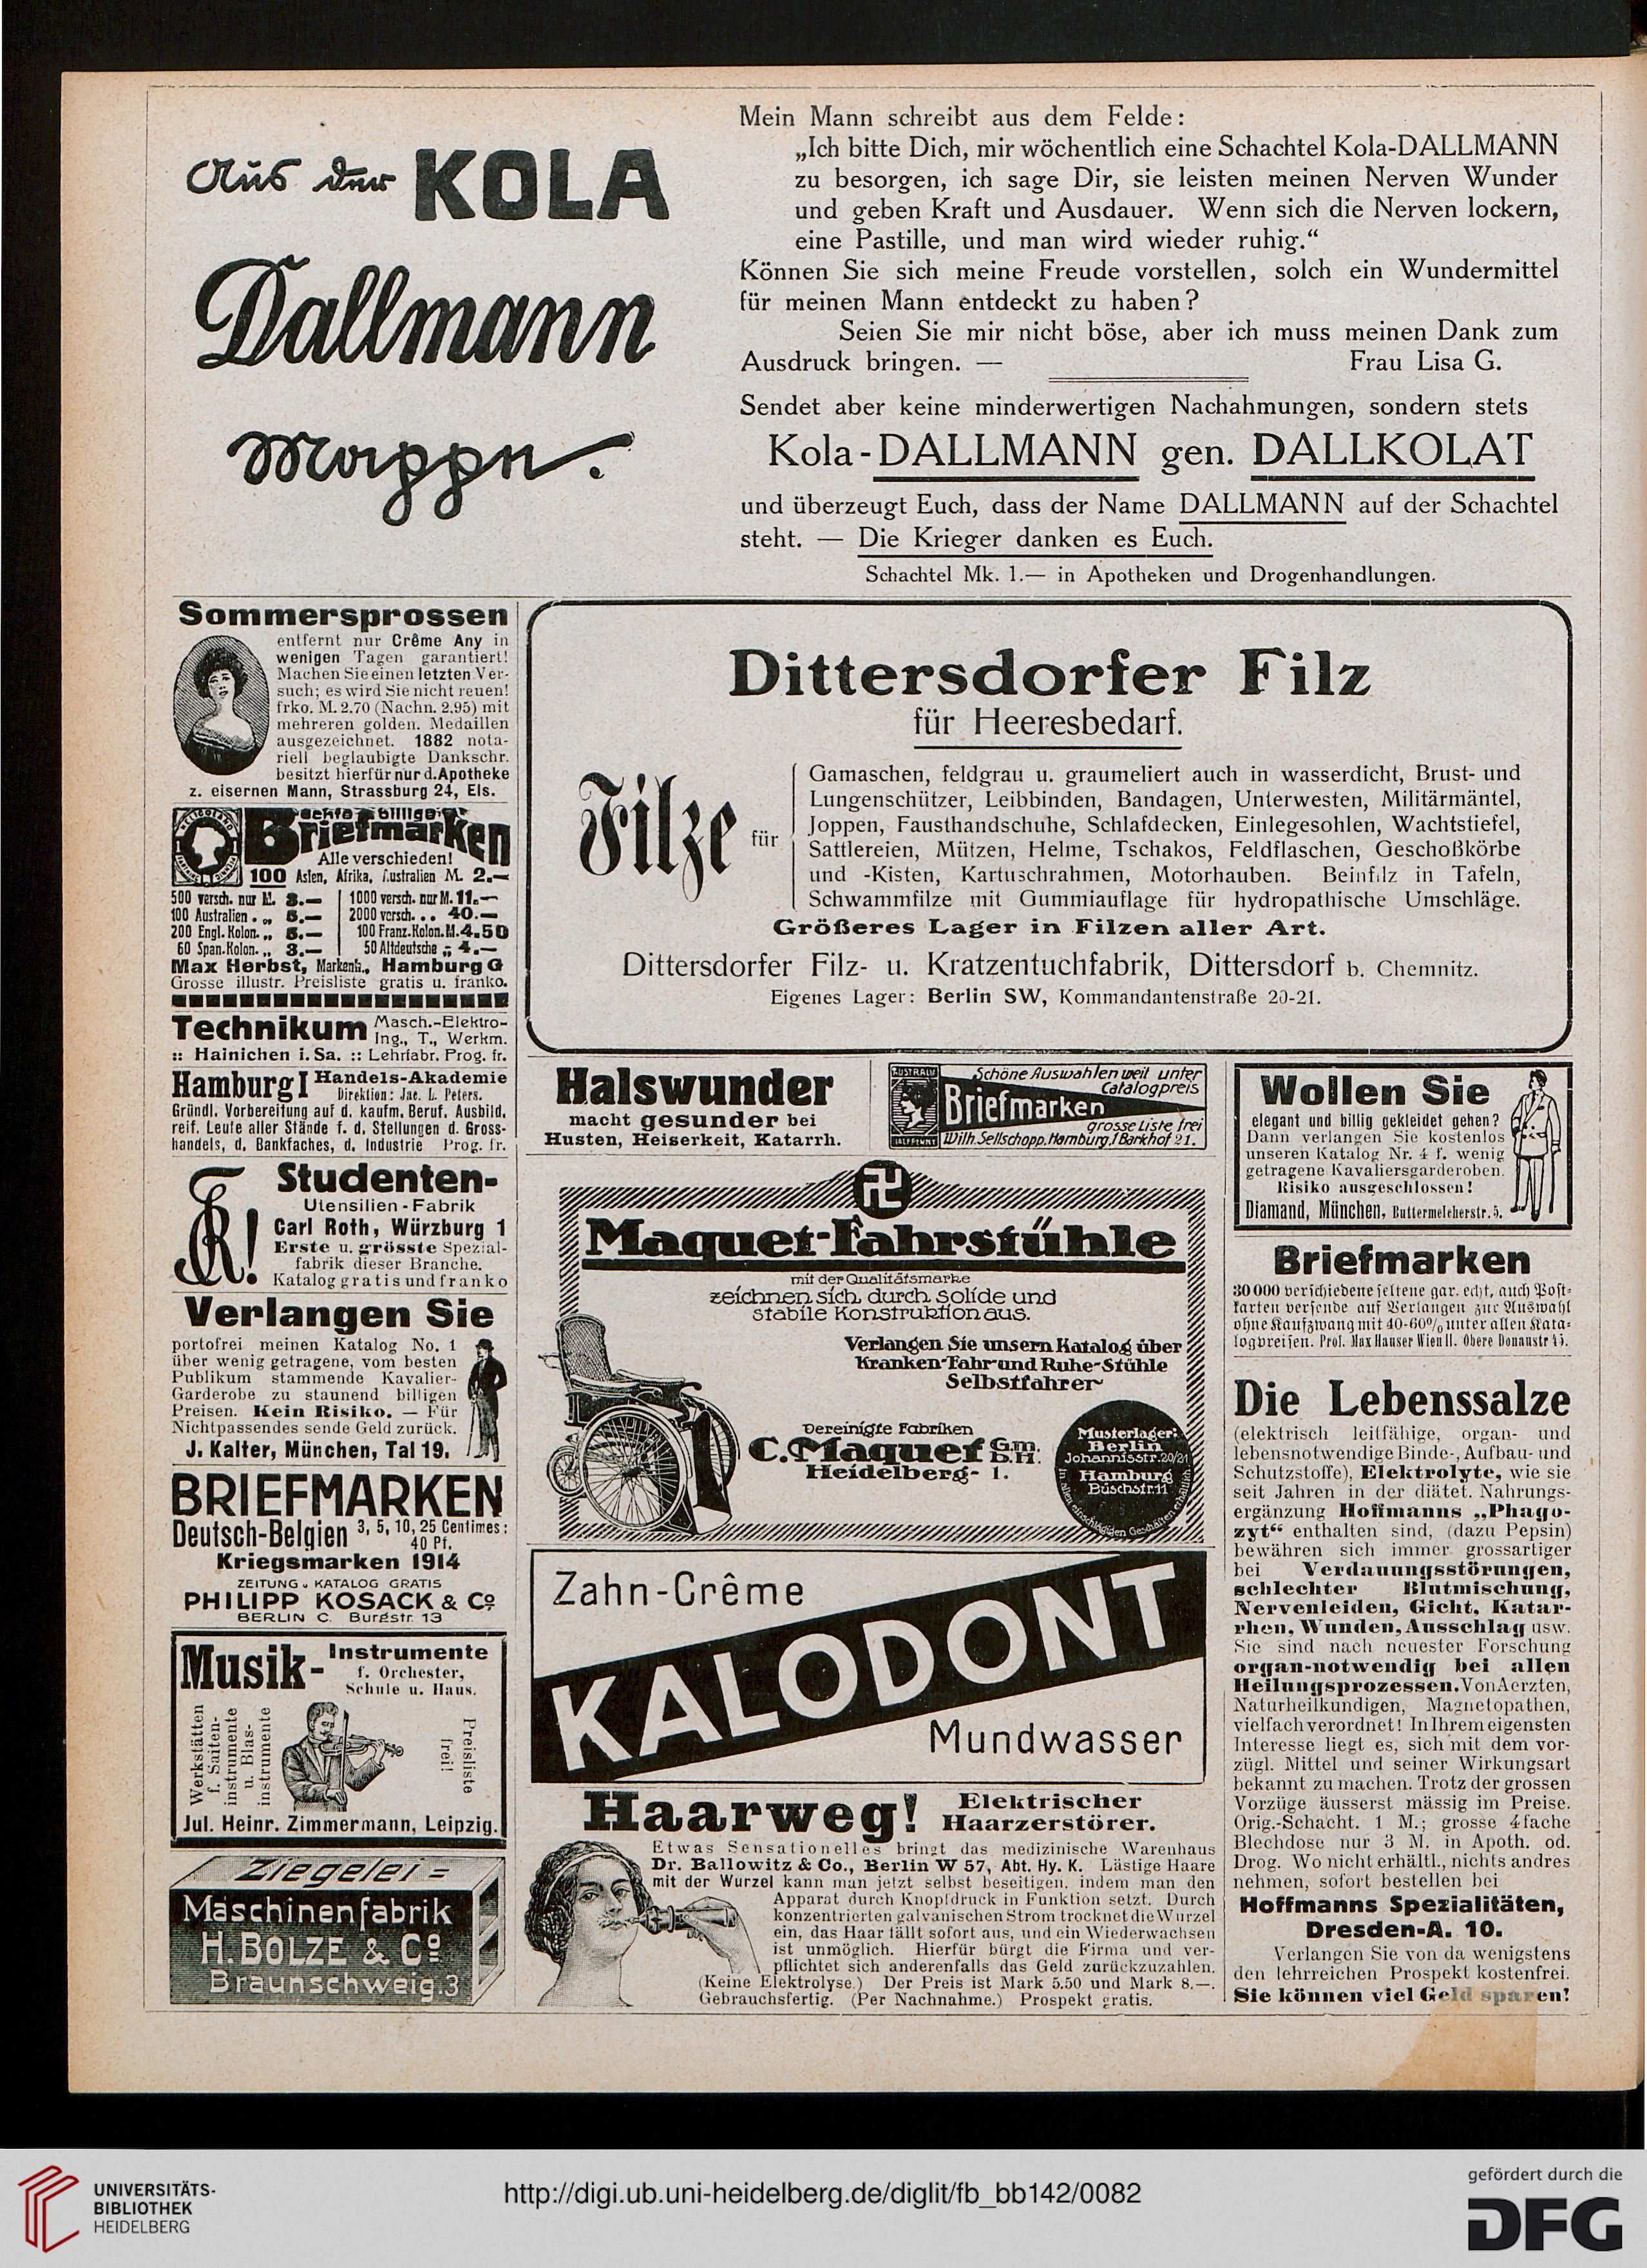 Aus der KOLA
Dallmann
Mappe.
Mein Mann schreibt aus dem Felde:
„Ich bitte Dich, mir wöchentlich eine Schachtel Kola-DALLMANN
zu besorgen, ich sage Dir, sie leisten meinen Nerven Wunder
und geben Kraft und Ausdauer. Wenn sich die Nerven lockern,
eine Pastille, und man wird wieder ruhig.“
Können Sie sich meine Freude vorstellen, solch ein Wundermittel
für meinen Mann entdeckt zu haben?
Seien Sie mir nicht böse, aber ich muss meinen Dank zum
Ausdruck bringen. — Frau Lisa G.
Sendet aber keine minderwertigen Nachahmungen, sondern stets
Kola-DALLMANN gen. DALLKOLAT
und überzeugt Euch, dass der Name DALLMANN auf der Schachtel
steht. — Die Krieger danken es Euch.
Schachtel Mk. 1.— in Apotheken und Drogenhandlungen.
Sommersprossen
entfernt nur Crême Any in
wenigen Tagen garantiert!
Machen Sie einen letzten Ver-
such; es wird Sie nicht reuen!
frko. M. 2.70 (Nachn. 2.95) mit
mehreren golden. Medaillen
ausgezeichnet. 1882 nota-
riell beglaubigte Dankschr.
besitzt hierfür nur d. Apotheke
z. eisernen Mann, Strassburg 24, Els.
echte billige
Briefmarken
HELIGOLAND
Alle verschieden!
100 Asien, Afrika, Australien M. 2.—
500 versch. nur M. 3.—
100 Australien . „ 5.—
200 Engl. Kolon. „ 5.—
60 Span. Kolon. „ 3.—
1000 versch. nur M. 11.—
2000 versch. . . 40.—
100 Franz. Kolon. M. 4.50
50 Altdeutsche „ 4.—
Max Herbst, Markenh., Hamburg G
Grosse illustr. Preisliste gratis u. franko.
Technikum Masch.-Elektro-
Ing., T., Werkm.
:: Hainichen i. Sa. :: Lehrfabr. Prog. fr.
Hamburg I Handels-Akademie
Direktion: Jae. L. Peters.
Gründl. Vorbereitung auf d. kaufm. Beruf. Ausbild.
reif. Leute aller Stände f. d. Stellungen d. Gross-
handels, d. Bankfaches, d. Industrie Prog. fr.
CR!
Studenten-
Utensilien-Fabrik
Carl Roth, Würzburg 1
Erste u. grösste Spezial-
fabrik dieser Branche.
Katalog gratis und franko
Verlangen Sie
portofrei meinen Katalog No. 1
über wenig getragene, vom besten
Publikum stammende Kavalier-
Garderobe zu staunend billigen
Preisen. Kein Risiko. — Für
Nichtpassendes sende Geld zurück.
J. Kalter, München, Tal 19.
BRIEFMARKEN
Deutsch-Belgien 3, 5, 10, 25 Centimes:
40 Pf.
Kriegsmarken 1914
ZEITUNG u. KATALOG GRATIS
PHILIPP KOSACK & Co
BERLIN C. Burgstr. 13
Musik-Instrumente
f. Orchester,
Schule u. Haus.
Werkstätten
f. Saiten-
instrumente
u. Blas-
instrumente
Preisliste
frei!
Jul. Heinr. Zimmermann, Leipzig.
Ziegelei=
Maschinenfabrik
H. BOLZE & Co
Braunschweig. 3
Dittersdorfer Filz
für Heeresbedarf.
Filze für
Gamaschen, feldgrau u. graumeliert auch in wasserdicht, Brust- und
Lungenschützer, Leibbinden, Bandagen, Unterwesten, Militärmäntel,
Joppen, Fausthandschuhe, Schlafdecken, Einlegesohlen, Wachtstiefel,
Sattlereien, Mützen, Helme, Tschakos, Feldflaschen, Geschoßkörbe
und -Kisten, Kartuschrahmen, Motorhauben. Beinfilz in Tafeln,
Schwammfilze mit Gummiauflage für hydropathische Umschläge.
Größeres Lager in Filzen aller Art.
Dittersdorfer Filz- u. Kratzentuchfabrik, Dittersdorf b. Chemnitz.
Eigenes Lager: Berlin SW, Kommandantenstraße 20-21.
Halswunder
macht gesunder bei
Husten, Heiserkeit, Katarrh.
AUSTRALIA
HALFPENNY
Schöne Auswahlen weit unter
Catalogpreis
Briefmarken
grosse Liste frei
Wilh. Sellschopp, Hamburg, 1 Barkhof 21.
Maquet-Fahrstühle
mit der Qualitätsmarke
zeichnen sich durch solide und
stabile Konstruktion aus.
Verlangen Sie unsern Katalog über
Kranken-Fahr- und Ruhe-Stühle
Selbstfahrer
Vereinigte Fabriken
C. Maquet G.m.
b.H.
Heidelberg- 1.
Musterlager:
Berlin
Johannisstr. 20/21
Hamburg
Büschstr. 11
In allen einschlägigen Geschäften erhältlich
Zahn-Crême
KALODONT
Mundwasser
Haarweg! Elektrischer
Haarzerstörer.
Etwas Sensationelles bringt das medizinische Warenhaus
Dr. Ballowitz & Co., Berlin W 57, Abt. Hy. K. Lästige Haare
mit der Wurzel kann man jetzt selbst beseitigen, indem man den
Apparat durch Knopfdruck in Funktion setzt. Durch
konzentrierten galvanischen Strom trocknet die Wurzel
ein, das Haar fällt sofort aus, und ein Wiederwachsen
ist unmöglich. Hierfür bürgt die Firma und ver-
pflichtet sich anderenfalls das Geld zurückzuzahlen.
(Keine Elektrolyse.) Der Preis ist Mark 5.50 und Mark 8.—.
Gebrauchsfertig. (Per Nachnahme.) Prospekt gratis.
Wollen Sie
elegant und billig gekleidet gehen?
Dann verlangen Sie kostenlos
unseren Katalog Nr. 4 f. wenig
getragene Kavaliersgarderoben.
Risiko ausgeschlossen!
Diamand, München, Buttermelcherstr. 5.
Briefmarken
30000 verschiedene seltene gar. echt, auch Post-
karten versende auf Verlangen zur Auswahl
ohne Kaufzwang mit 40-60% unter allen Kata-
logpreisen. Prof. Max Hauser Wien II. Obere Donaustr 45.
Die Lebenssalze
(elektrisch leitfähige, organ- und
lebensnotwendige Binde-, Aufbau- und
Schutzstoffe), Elektrolyte, wie sie
seit Jahren in der diätet. Nahrungs-
ergänzung Hoffmanns „Phago-
zyt“ enthalten sind, (dazu Pepsin)
bewähren sich immer grossartiger
bei Verdauungsstörungen,
schlechter Blutmischung,
Nervenleiden, Gicht, Katar-
rhen, Wunden, Ausschlag usw.
Sie sind nach neuester Forschung
organ-notwendig bei allen
Heilungsprozessen. Von Aerzten,
Naturheilkundigen, Magnetopathen,
vielfach verordnet! In Ihrem eigensten
Interesse liegt es, sich mit dem vor-
zügl. Mittel und seiner Wirkungsart
bekannt zu machen. Trotz der grossen
Vorzüge äusserst mässig im Preise.
Orig.-Schacht. 1 M.; grosse 4fache
Blechdose nur 3 M. in Apoth. od.
Drog. Wo nicht erhältl., nichts andres
nehmen, sofort bestellen bei
Hoffmanns Spezialitäten,
Dresden-A. 10.
Verlangen Sie von da wenigstens
den lehrreichen Prospekt kostenfrei.
Sie können viel Geld sparen!
UNIVERSITÄTS-
BIBLIOTHEK
HEIDELBERG
http://digi.ub.uni-heidelberg.de/diglit/fb_bb142/0082
gefördert durch die
DFG